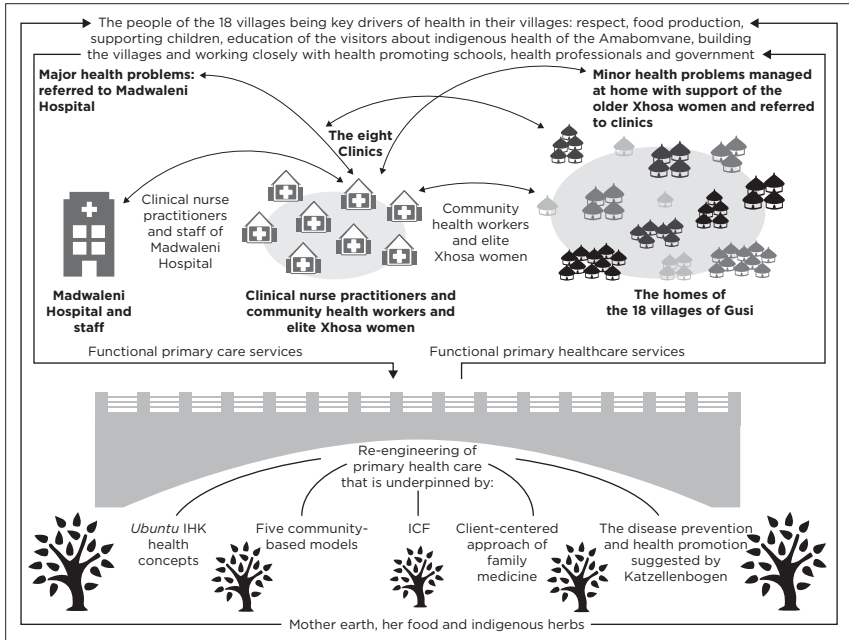 The people of the 18 villages being key drivers of health in their villages: respect, food production,
supporting children, education of the visitors about indigenous health of the Amabomvane, building
the villages and working closely with health promoting schools, health professionals and government
Major health problems:
referred to Madwaleni
Hospital
Minor health problems managed
at home with support of the
older Xhosa women and referred
to clinics
The eight
Clinics
Clinical nurse
practitioners
and staff of
Madwaleni
Hospital
Community
health workers
and elite
Xhosa women
Madwaleni
Hospital and
staff
Clinical nurse practitioners and
community health workers and
elite Xhosa women
The homes of
the 18 villages of Gusi
Functional primary care services
Functional primary healthcare services
Re-engineering of
primary health care
that is underpinned by:
Ubuntu IHK
health
concepts
Five community-
based models
ICF
Client-centered
approach of
family
medicine
The disease prevention
and health promotion
suggested by
Katzellenbogen
Mother earth, her food and indigenous herbs